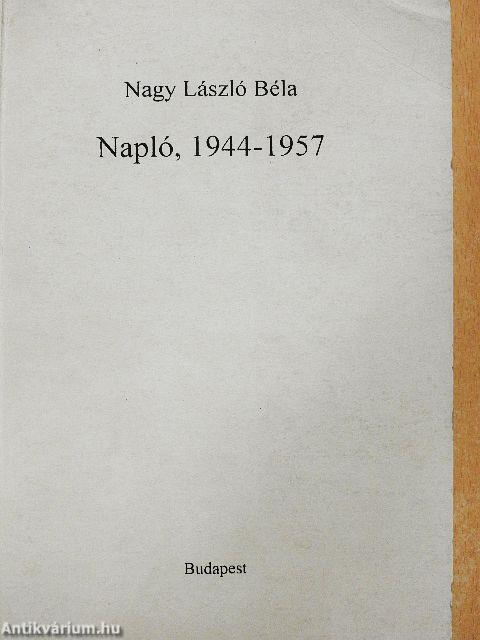 Nagy László Béla
Napló, 1944-1957
Budapest
Antikvárium.hu